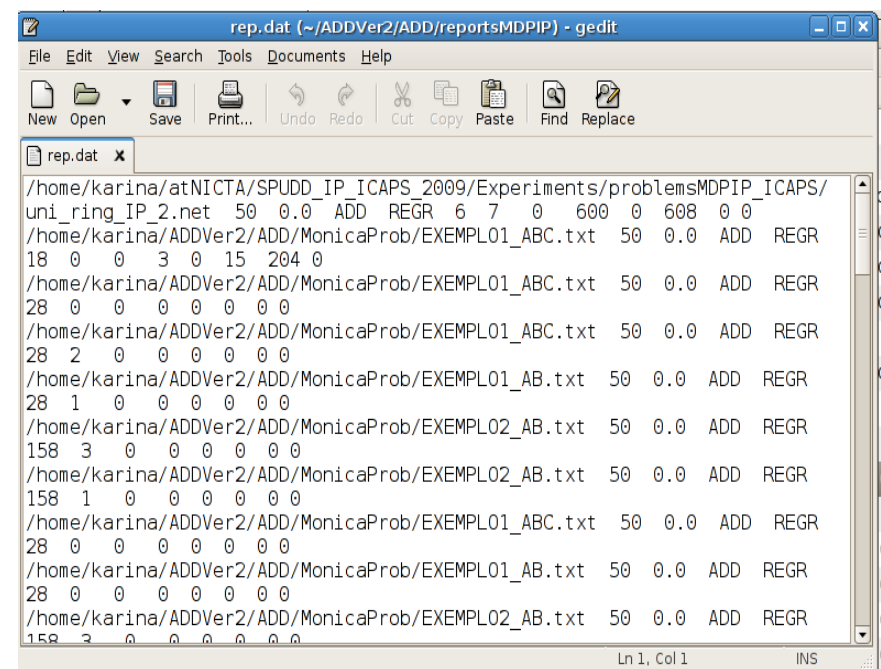 rep.dat (~/ADDVer2/ADD/reportsMDPIP) - gedit
File Edit View Search Tools Documents Help
New Open Save Print... Undo Redo Cut Copy Paste Find Replace
rep.dat x
/home/karina/atNICTA/SPUDD_IP_ICAPS_2009/Experiments/problemsMDPIP_ICAPS/
uni_ring_IP_2.net 50 0.0 ADD REGR 6 7 0 600 0 608 0 0
/home/karina/ADDVer2/ADD/MonicaProb/EXEMPLO1_ABC.txt 50 0.0 ADD REGR
18 0 0 3 0 15 204 0
/home/karina/ADDVer2/ADD/MonicaProb/EXEMPLO1_ABC.txt 50 0.0 ADD REGR
28 0 0 0 0 0 0 0
/home/karina/ADDVer2/ADD/MonicaProb/EXEMPLO1_ABC.txt 50 0.0 ADD REGR
28 2 0 0 0 0 0 0
/home/karina/ADDVer2/ADD/MonicaProb/EXEMPLO1_AB.txt 50 0.0 ADD REGR
28 1 0 0 0 0 0 0
/home/karina/ADDVer2/ADD/MonicaProb/EXEMPLO2_AB.txt 50 0.0 ADD REGR
158 3 0 0 0 0 0 0
/home/karina/ADDVer2/ADD/MonicaProb/EXEMPLO2_AB.txt 50 0.0 ADD REGR
158 1 0 0 0 0 0 0
/home/karina/ADDVer2/ADD/MonicaProb/EXEMPLO1_ABC.txt 50 0.0 ADD REGR
28 0 0 0 0 0 0 0
/home/karina/ADDVer2/ADD/MonicaProb/EXEMPLO1_AB.txt 50 0.0 ADD REGR
28 0 0 0 0 0 0 0
/home/karina/ADDVer2/ADD/MonicaProb/EXEMPLO2_AB.txt 50 0.0 ADD REGR
158 3 0 0 0 0 0 0
Ln 1, Col 1 INS